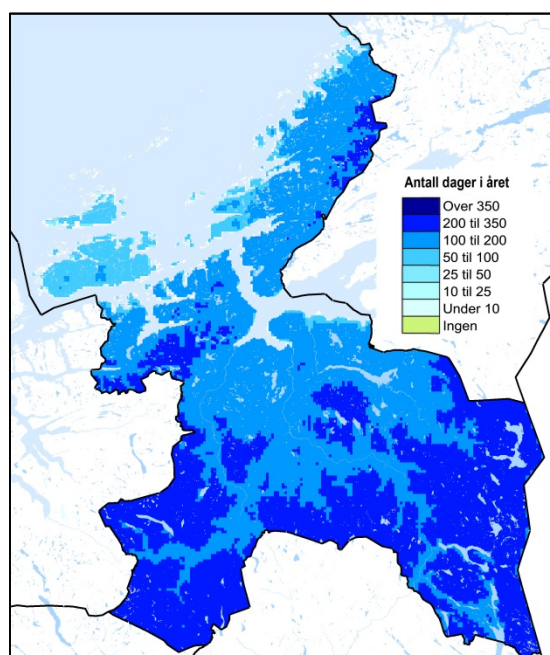 Antall dager i året
Over 350
200 til 350
100 til 200
50 til 100
25 til 50
10 til 25
Under 10
Ingen